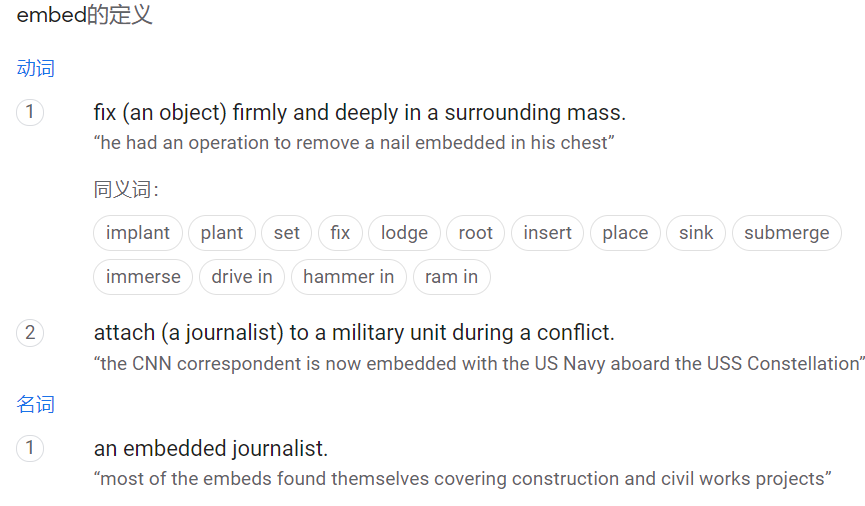 embed的定义
动词
1 fix (an object) firmly and deeply in a surrounding mass.
“he had an operation to remove a nail embedded in his chest”
同义词：
implant plant set fix lodge root insert place sink submerge
immerse drive in hammer in ram in
2 attach (a journalist) to a military unit during a conflict.
“the CNN correspondent is now embedded with the US Navy aboard the USS Constellation”
名词
1 an embedded journalist.
“most of the embeds found themselves covering construction and civil works projects”